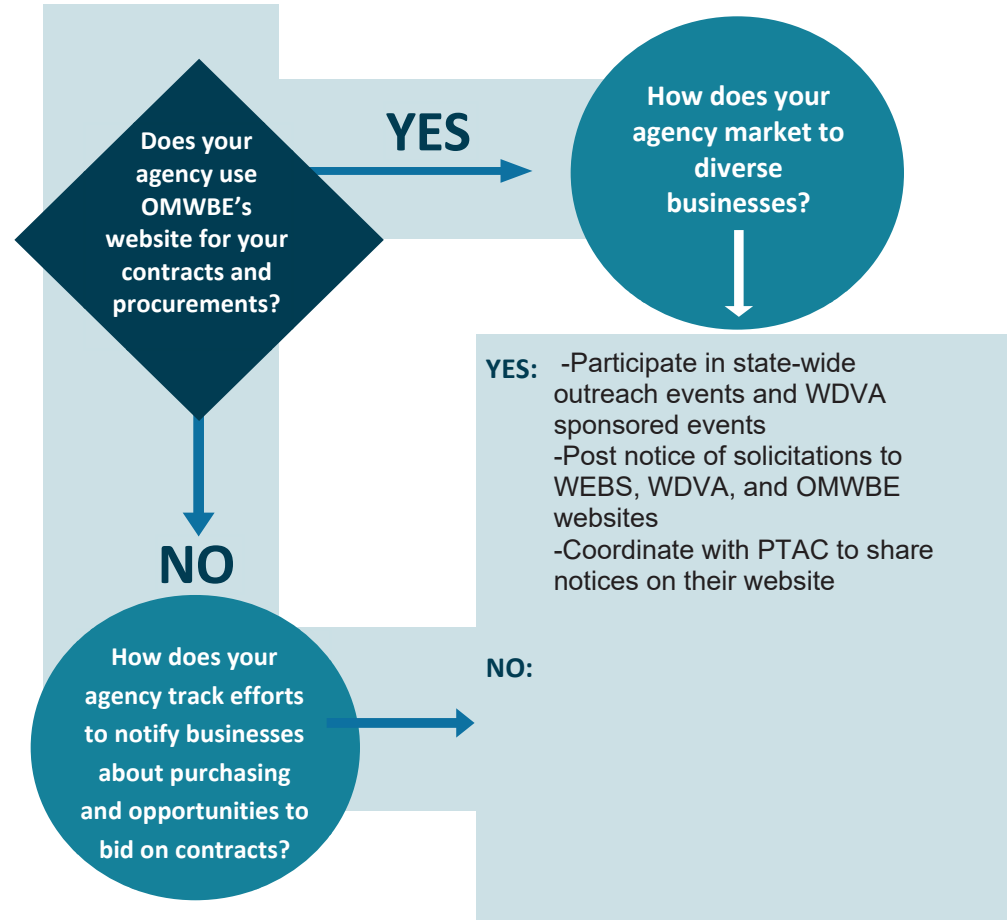 Does your
agency use
OMWBE’s
website for your
contracts and
procurements?
YES
How does your
agency market to
diverse
businesses?
YES:
-Participate in state-wide
outreach events and WDVA
sponsored events
-Post notice of solicitations to
WEBS, WDVA, and OMWBE
websites
-Coordinate with PTAC to share
notices on their website
NO
How does your
agency track efforts
to notify businesses
about purchasing
and opportunities to
bid on contracts?
NO: